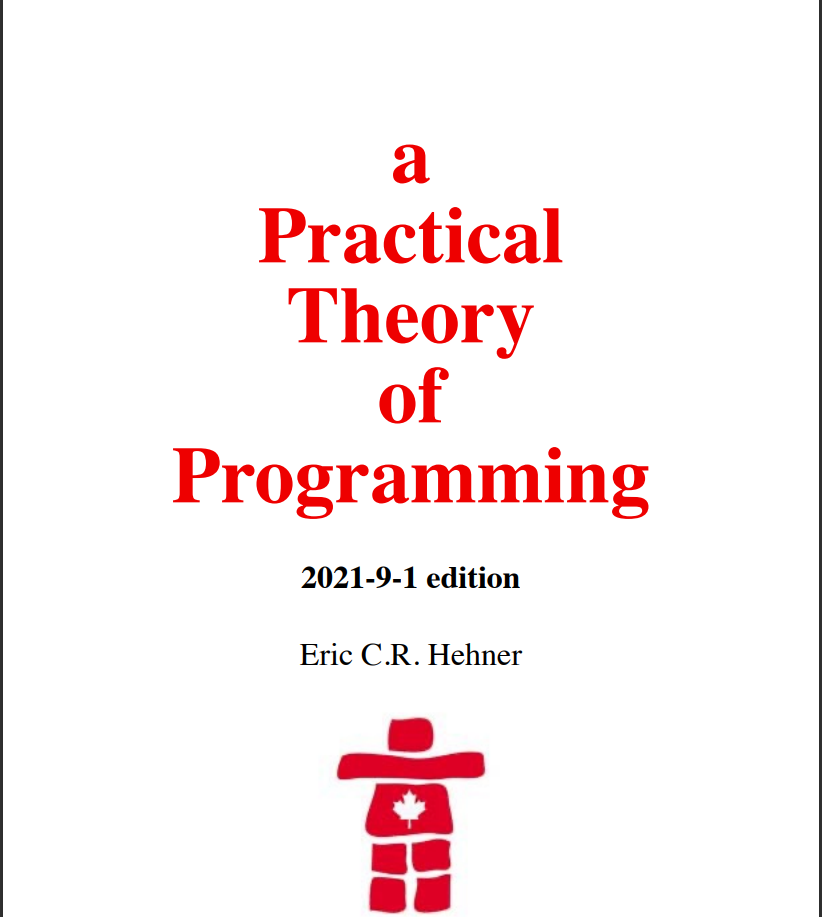 a
Practical
Theory
of
Programming
2021-9-1 edition
Eric C.R. Hehner